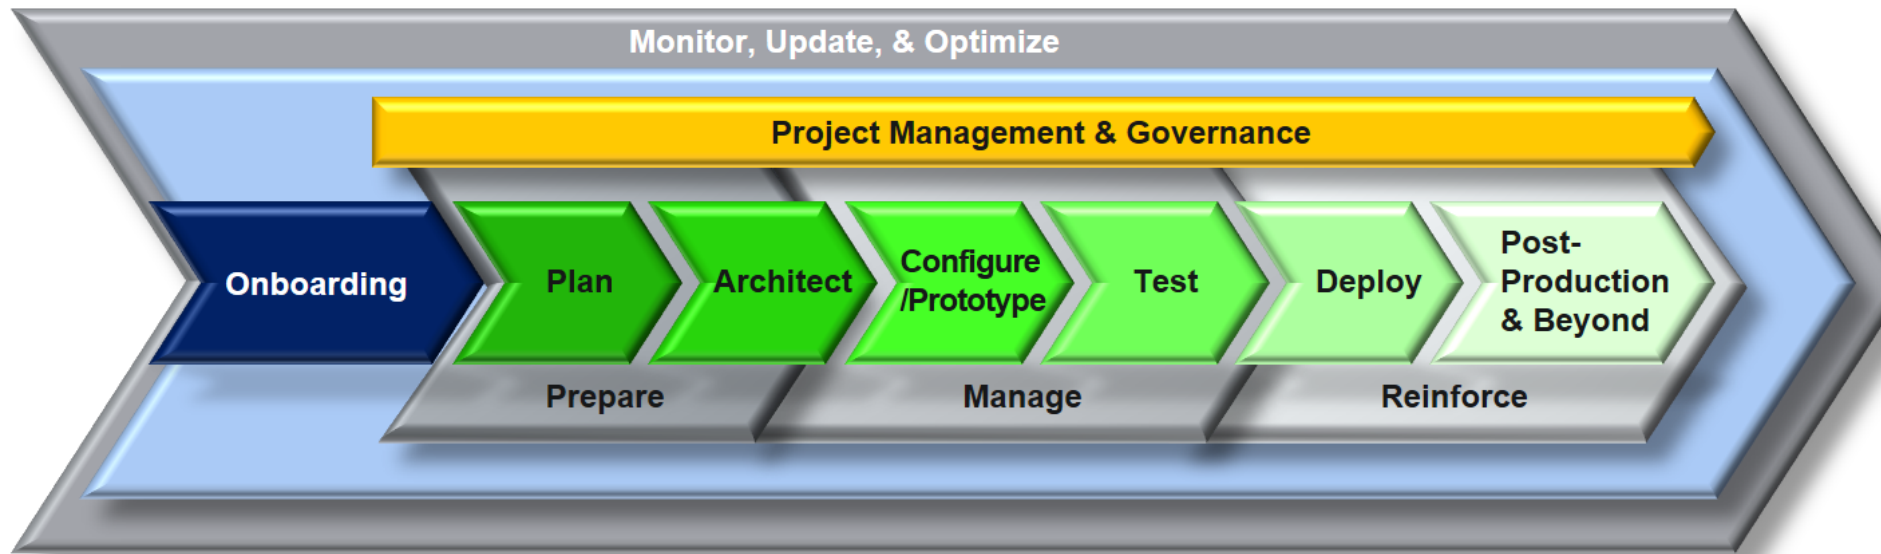 Monitor, Update, & Optimize
Project Management & Governance
Onboarding
Plan
Architect
Configure
/Prototype
Test
Deploy
Post-
Production
& Beyond
Prepare
Manage
Reinforce